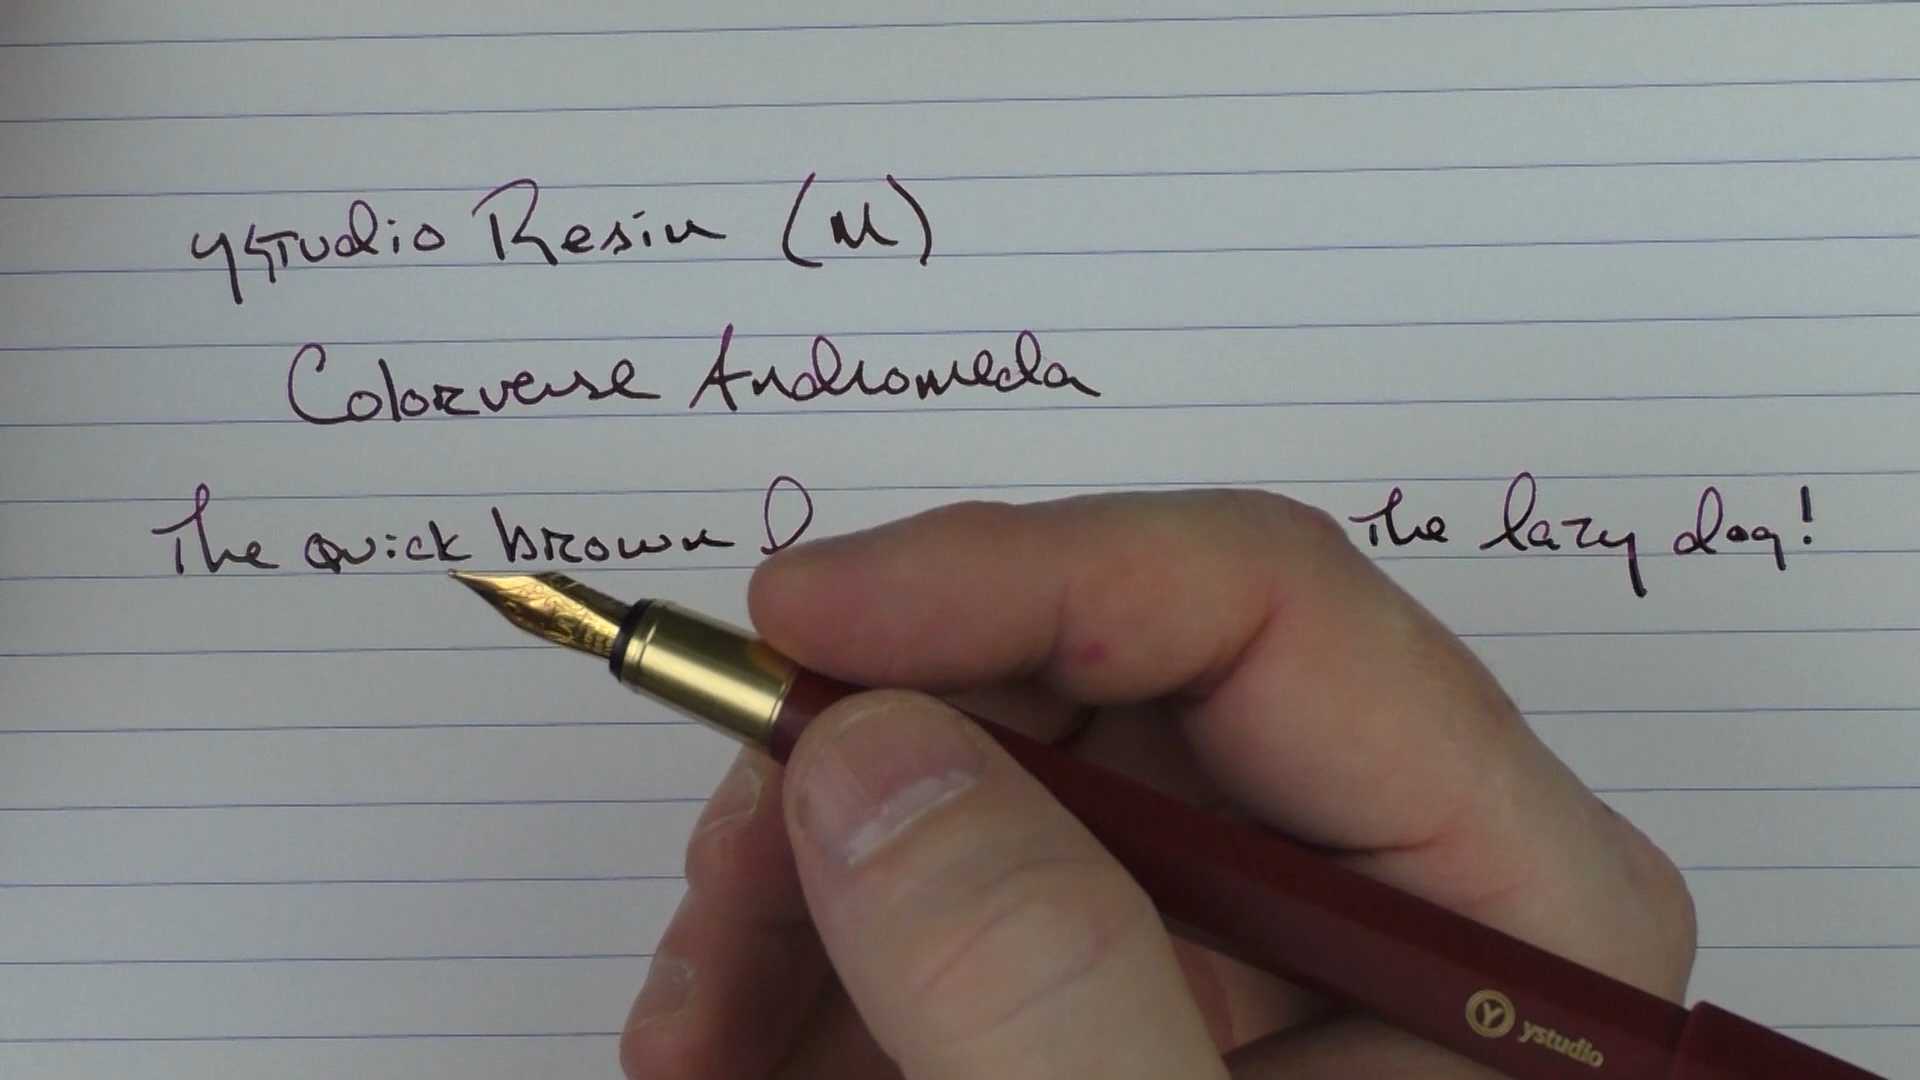 ystudio Resin (M)
Colorverse Andromeda
The quick brown the lazy dog!
ystudio